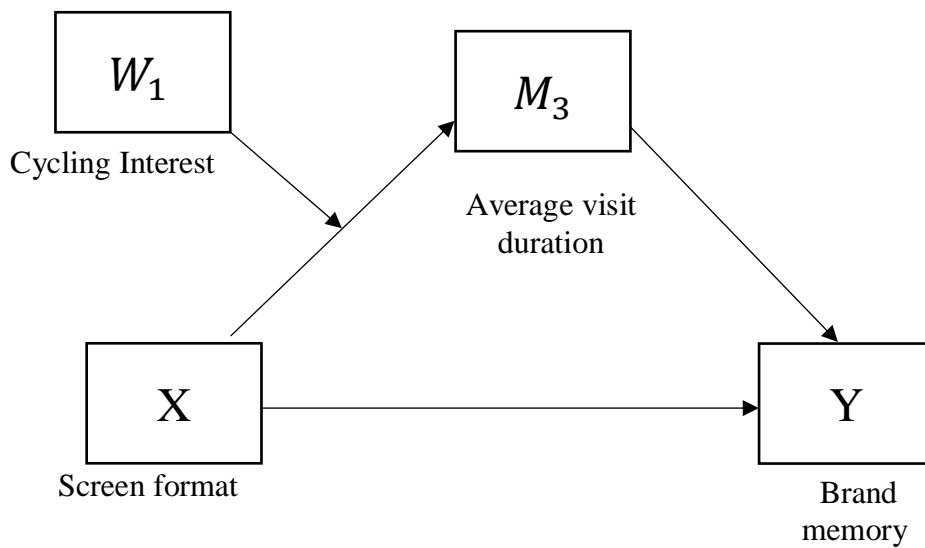 W₁
Cycling Interest
M₃
Average visit
duration
X
Screen format
Y
Brand
memory